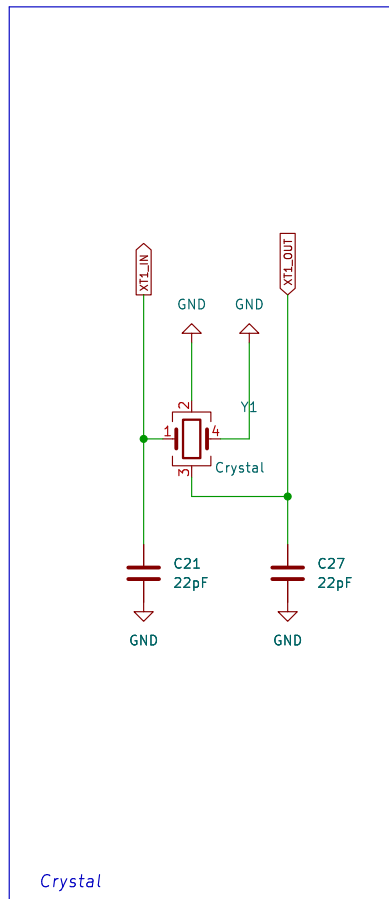 XT1_IN
XT1_OUT
GND
GND
Y1
2
1
4
3
Crystal
C21
22pF
C27
22pF
GND
GND
Crystal